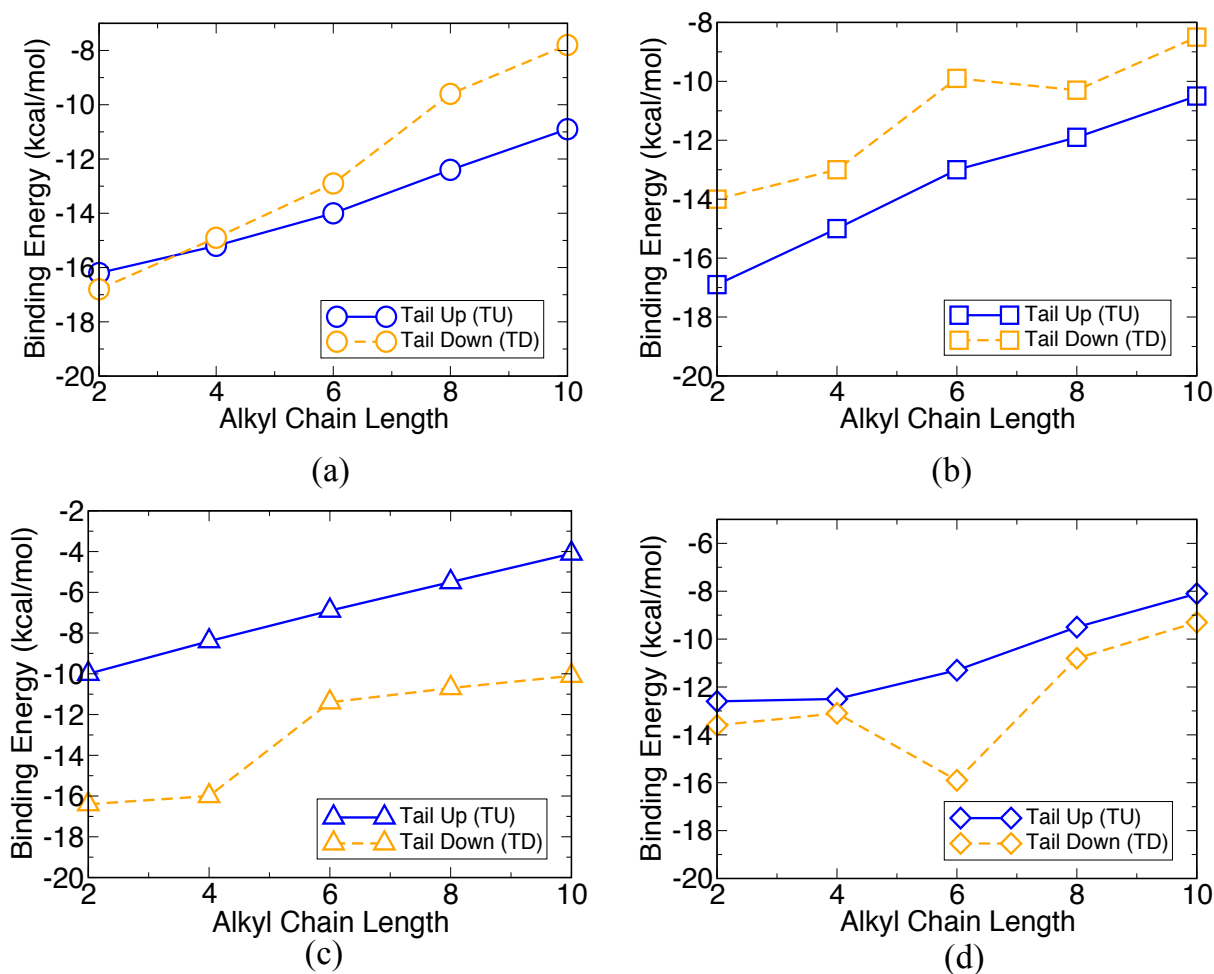 Binding Energy (kcal/mol)
-8
-10
-12
-14
-16
-18
-20
2 4 6 8 10
Alkyl Chain Length
Tail Up (TU)
Tail Down (TD)
(a)
Binding Energy (kcal/mol)
-8
-10
-12
-14
-16
-18
-20
2 4 6 8 10
Alkyl Chain Length
Tail Up (TU)
Tail Down (TD)
(b)
Binding Energy (kcal/mol)
-2
-4
-6
-8
-10
-12
-14
-16
-18
-20
2 4 6 8 10
Alkyl Chain Length
Tail Up (TU)
Tail Down (TD)
(c)
Binding Energy (kcal/mol)
-6
-8
-10
-12
-14
-16
-18
-20
2 4 6 8 10
Alkyl Chain Length
Tail Up (TU)
Tail Down (TD)
(d)